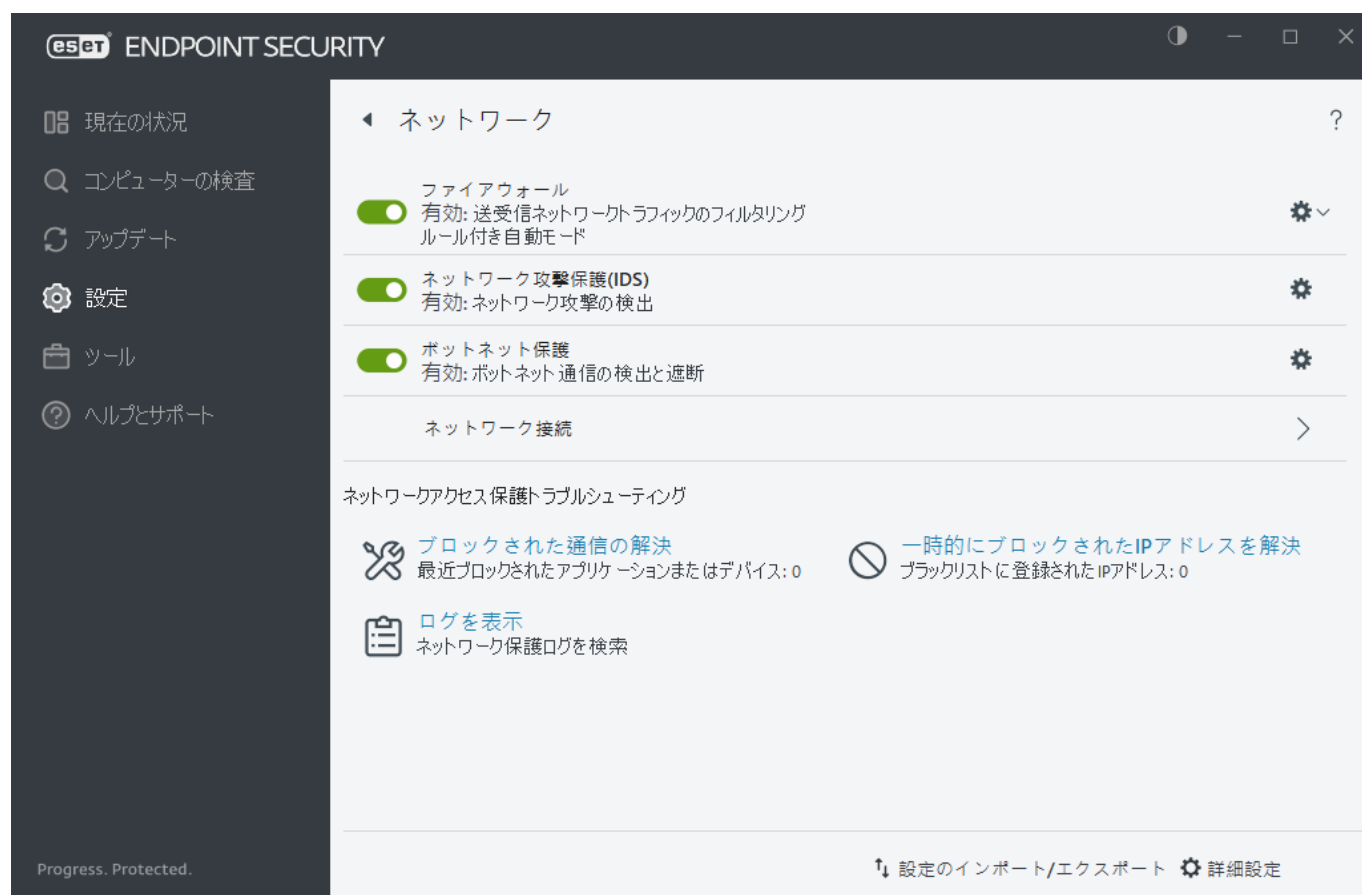 eset ENDPOINT SECURITY
現在の状況
コンピューターの検査
アップデート
設定
ツール
ヘルプとサポート
Progress. Protected.
ネットワーク
?
ファイアウォール
有効: 送受信ネットワークトラフィックのフィルタリング
ルール付き自動モード
ネットワーク攻撃保護(IDS)
有効: ネットワーク攻撃の検出
ボットネット保護
有効: ボットネット通信の検出と遮断
ネットワーク接続
ネットワークアクセス保護トラブルシューティング
ブロックされた通信の解決
最近ブロックされたアプリケーションまたはデバイス: 0
一時的にブロックされたIPアドレスを解決
ブラックリストに登録されたIPアドレス: 0
ログを表示
ネットワーク保護ログを検索
設定のインポート/エクスポート 詳細設定